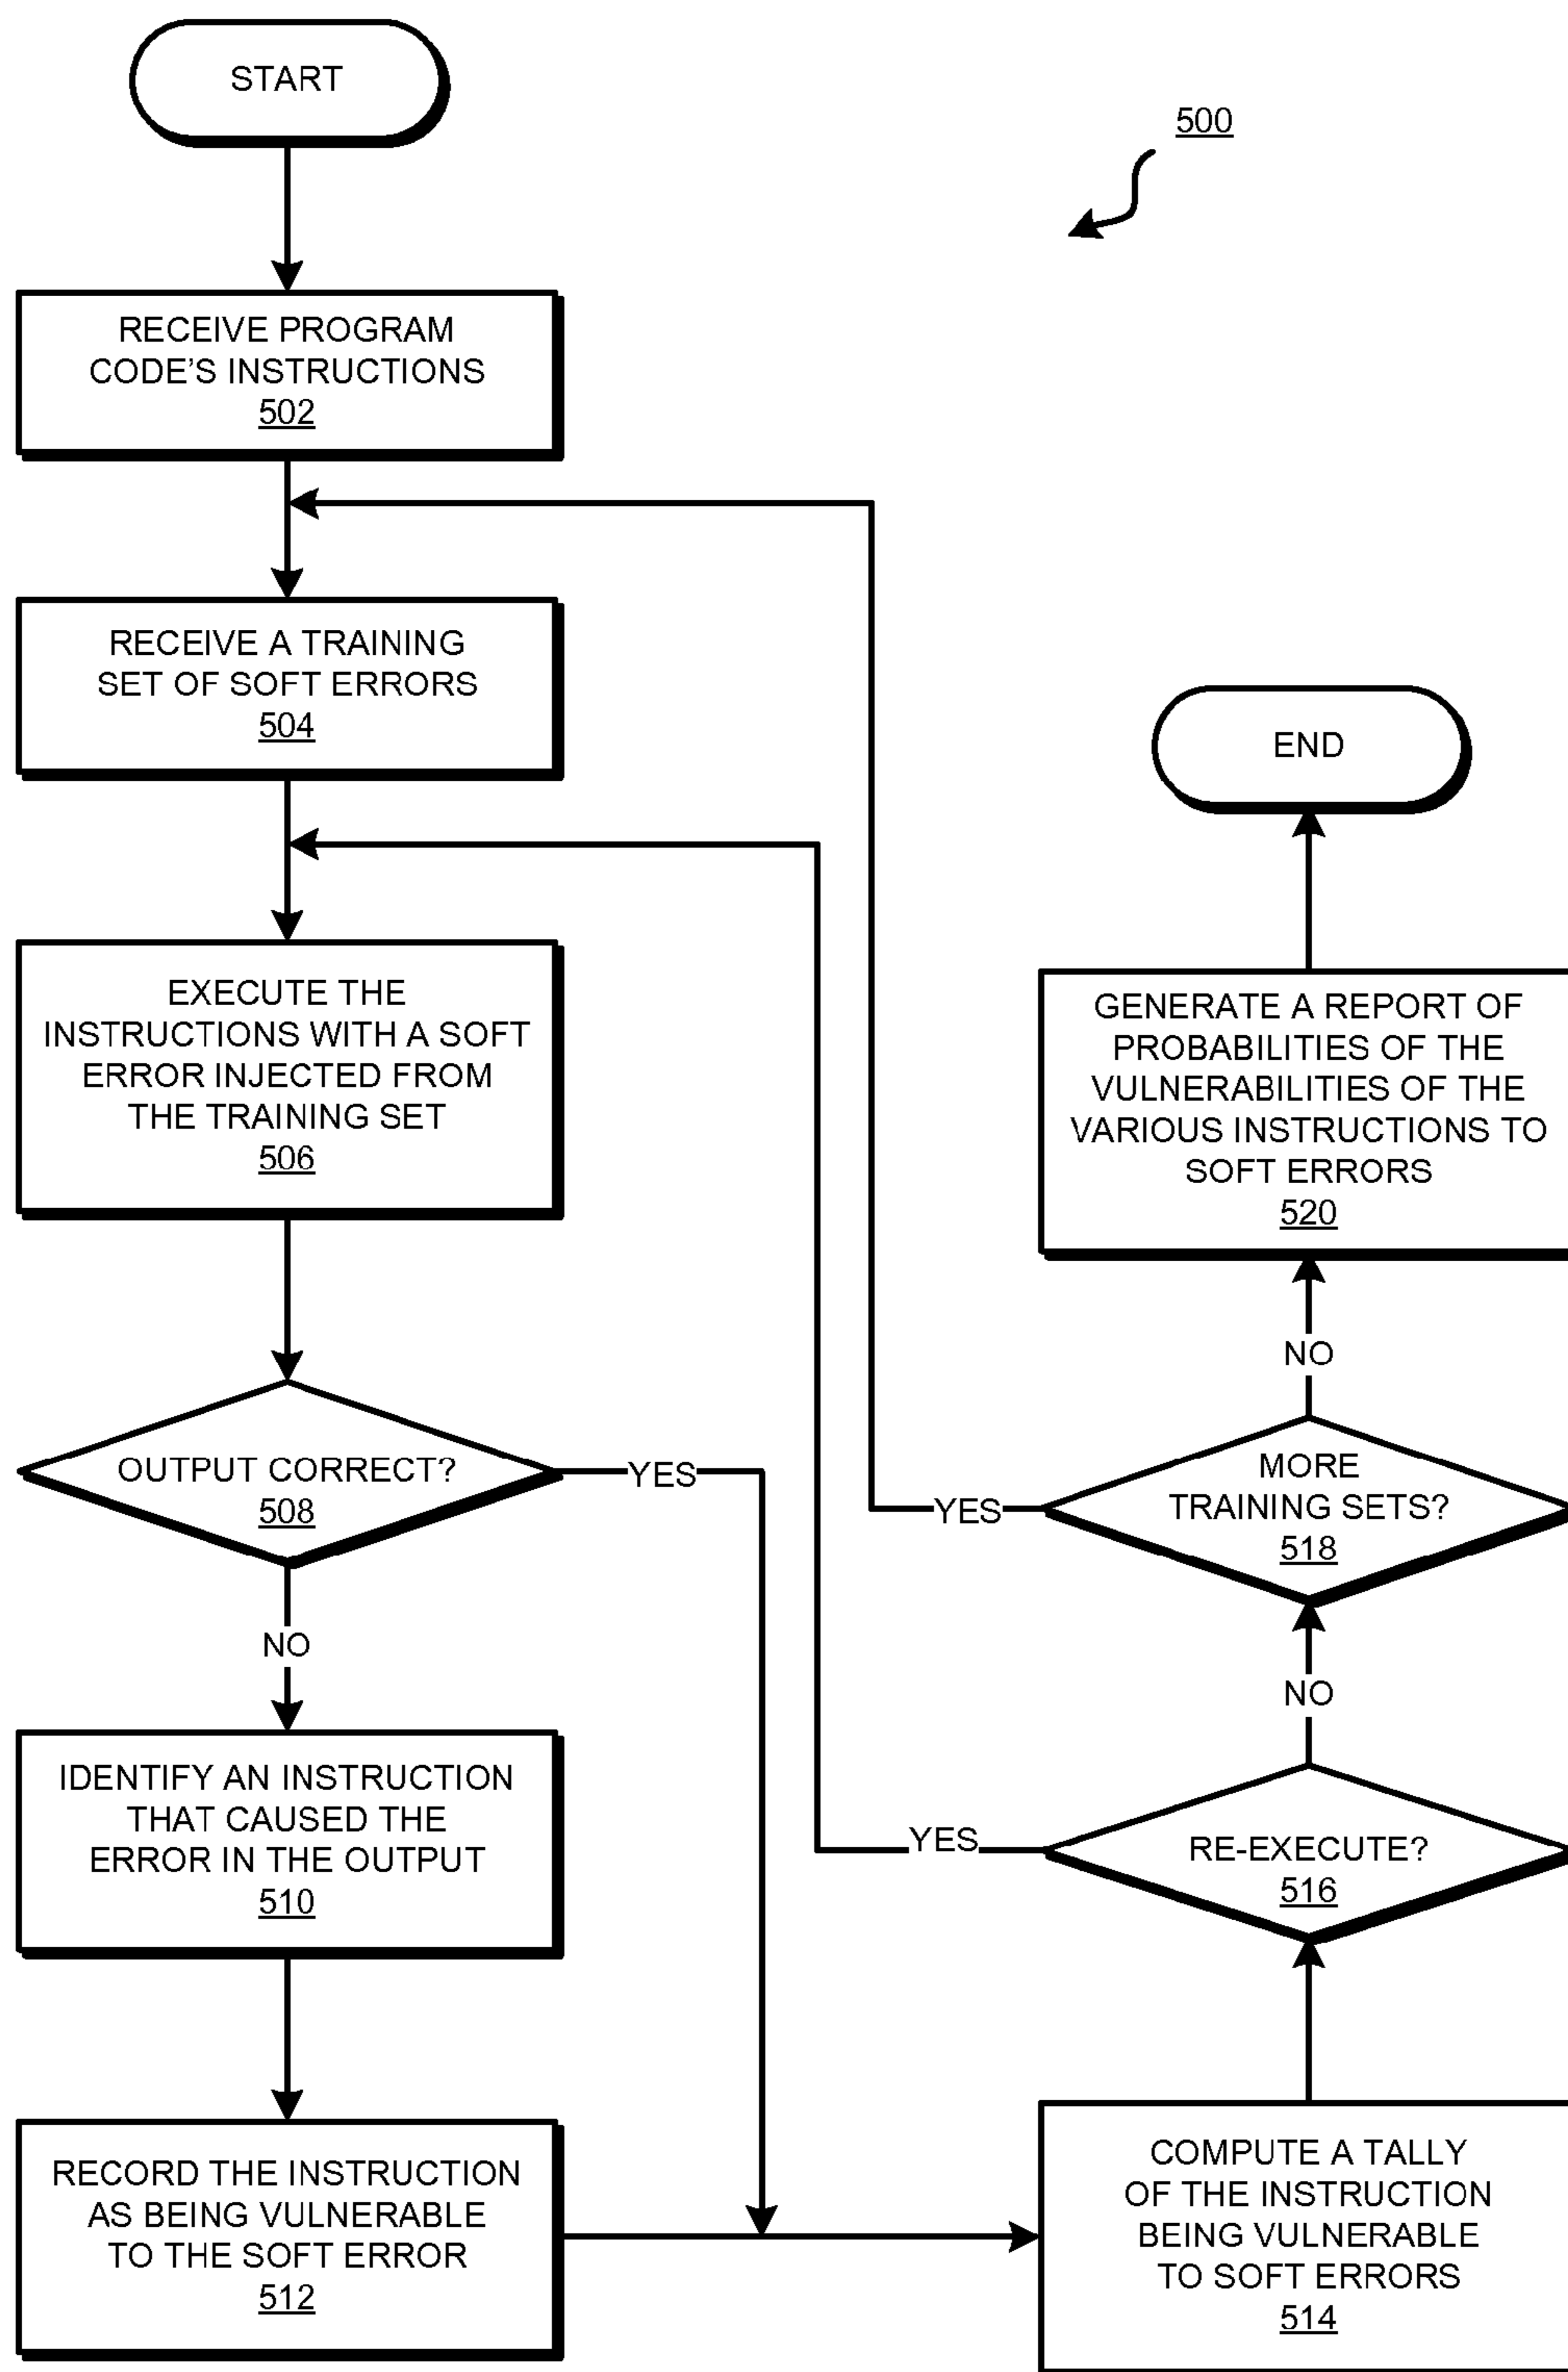 START
500
RECEIVE PROGRAM
CODE'S INSTRUCTIONS
502
RECEIVE A TRAINING
SET OF SOFT ERRORS
504
EXECUTE THE
INSTRUCTIONS WITH A SOFT
ERROR INJECTED FROM
THE TRAINING SET
506
OUTPUT CORRECT?
508
YES
NO
IDENTIFY AN INSTRUCTION
THAT CAUSED THE
ERROR IN THE OUTPUT
510
RECORD THE INSTRUCTION
AS BEING VULNERABLE
TO THE SOFT ERROR
512
COMPUTE A TALLY
OF THE INSTRUCTION
BEING VULNERABLE
TO SOFT ERRORS
514
RE-EXECUTE?
516
YES
NO
MORE
TRAINING SETS?
518
YES
NO
GENERATE A REPORT OF
PROBABILITIES OF THE
VULNERABILITIES OF THE
VARIOUS INSTRUCTIONS TO
SOFT ERRORS
520
END